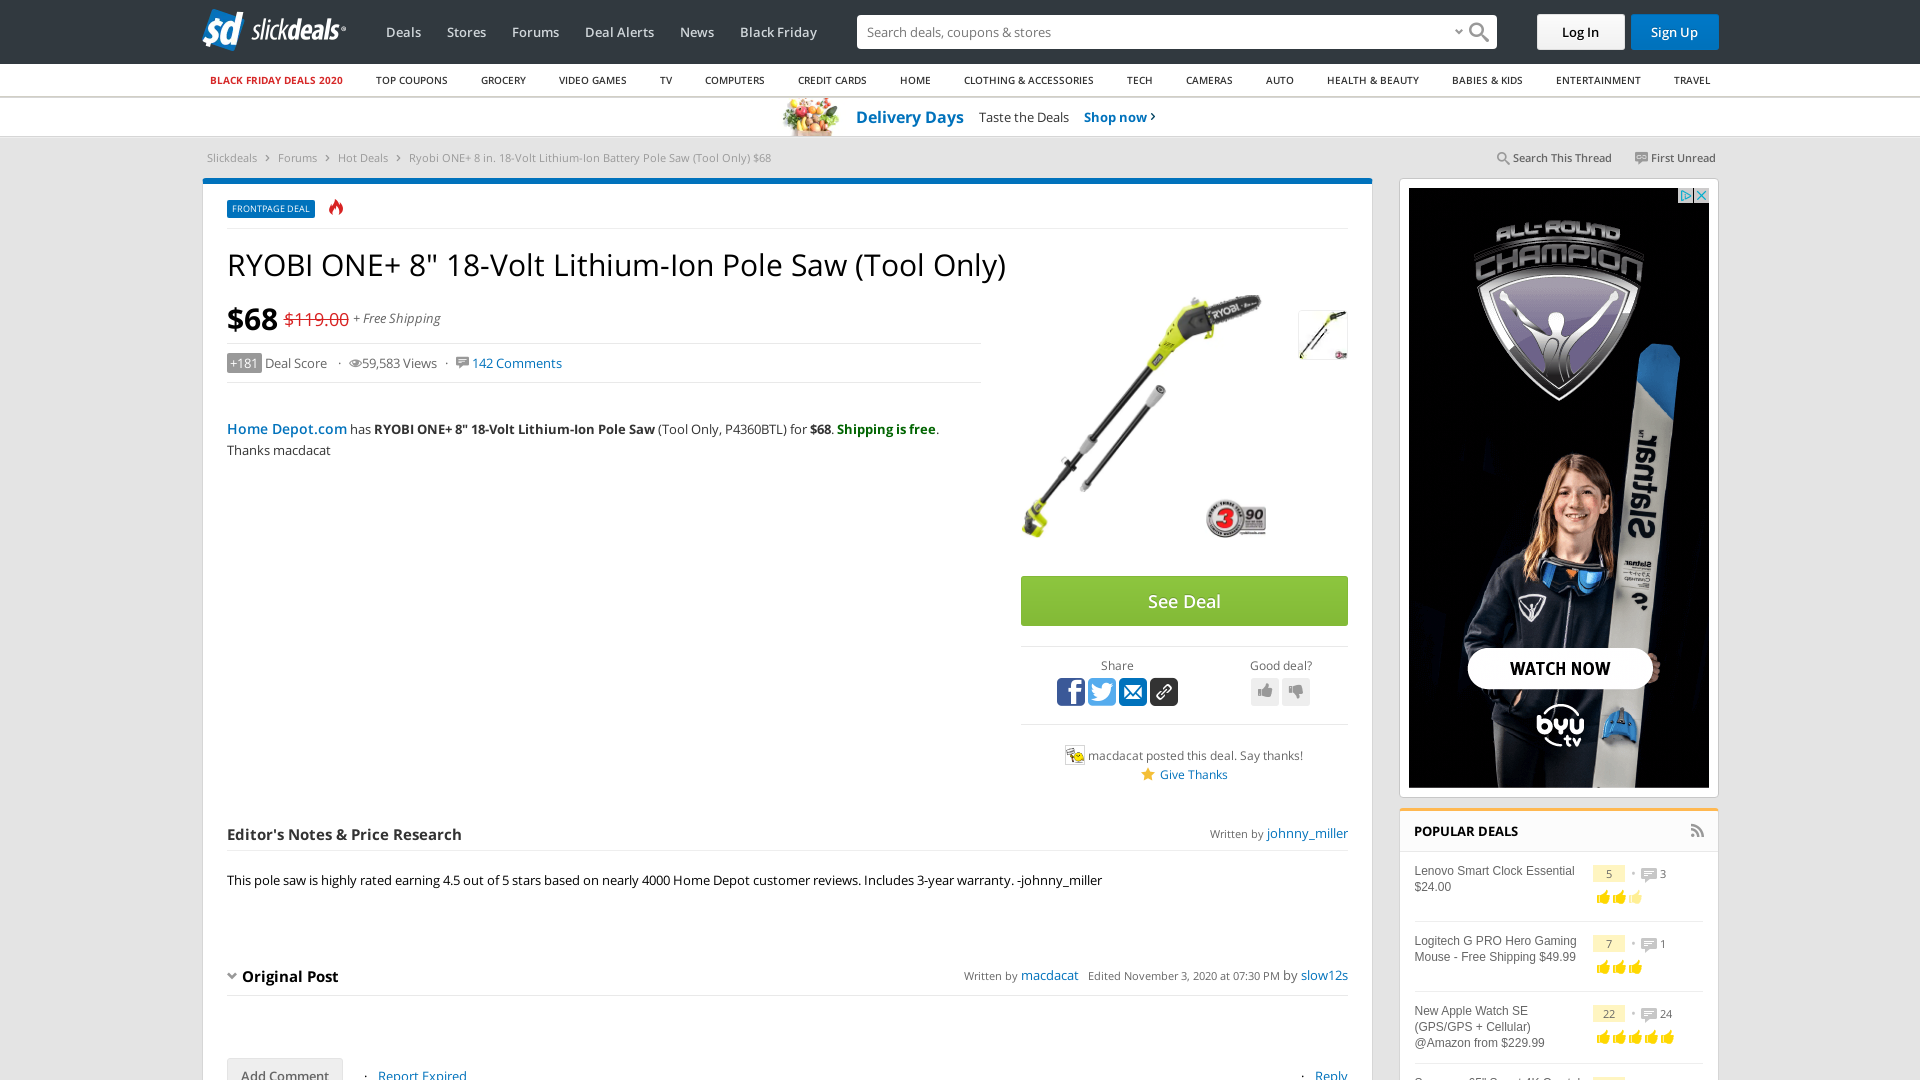 sd slickdeals
Deals
Stores
Forums
Deal Alerts
News
Black Friday
Search deals, coupons & stores
Log In
Sign Up
BLACK FRIDAY DEALS 2020
TOP COUPONS
GROCERY
VIDEO GAMES
TV
COMPUTERS
CREDIT CARDS
HOME
CLOTHING & ACCESSORIES
TECH
CAMERAS
AUTO
HEALTH & BEAUTY
BABIES & KIDS
ENTERTAINMENT
TRAVEL
Delivery Days Taste the Deals Shop now
Slickdeals > Forums > Hot Deals > Ryobi ONE+ 8 in. 18-Volt Lithium-Ion Battery Pole Saw (Tool Only) $68
Search This Thread
First Unread
FRONTPAGE DEAL
RYOBI ONE+ 8" 18-Volt Lithium-Ion Pole Saw (Tool Only)
$68 $119.00 + Free Shipping
+181 Deal Score · 59,583 Views · 142 Comments
Home Depot.com has RYOBI ONE+ 8" 18-Volt Lithium-Ion Pole Saw (Tool Only, P4360BTL) for $68. Shipping is free.
Thanks macdacat
RYOBI
3
90
See Deal
Share
Good deal?
macdacat posted this deal. Say thanks!
Give Thanks
Editor's Notes & Price Research
Written by johnny_miller
This pole saw is highly rated earning 4.5 out of 5 stars based on nearly 4000 Home Depot customer reviews. Includes 3-year warranty. -johnny_miller
Original Post
Written by macdacat Edited November 3, 2020 at 07:30 PM by slow12s
Add Comment
· Report Expired
· Reply
ALL-ROUND
CHAMPION
WATCH NOW
byu
tv
POPULAR DEALS
Lenovo Smart Clock Essential
$24.00
5 • 3
Logitech G PRO Hero Gaming
Mouse - Free Shipping $49.99
7 • 1
New Apple Watch SE
(GPS/GPS + Cellular)
@Amazon from $229.99
22 • 24